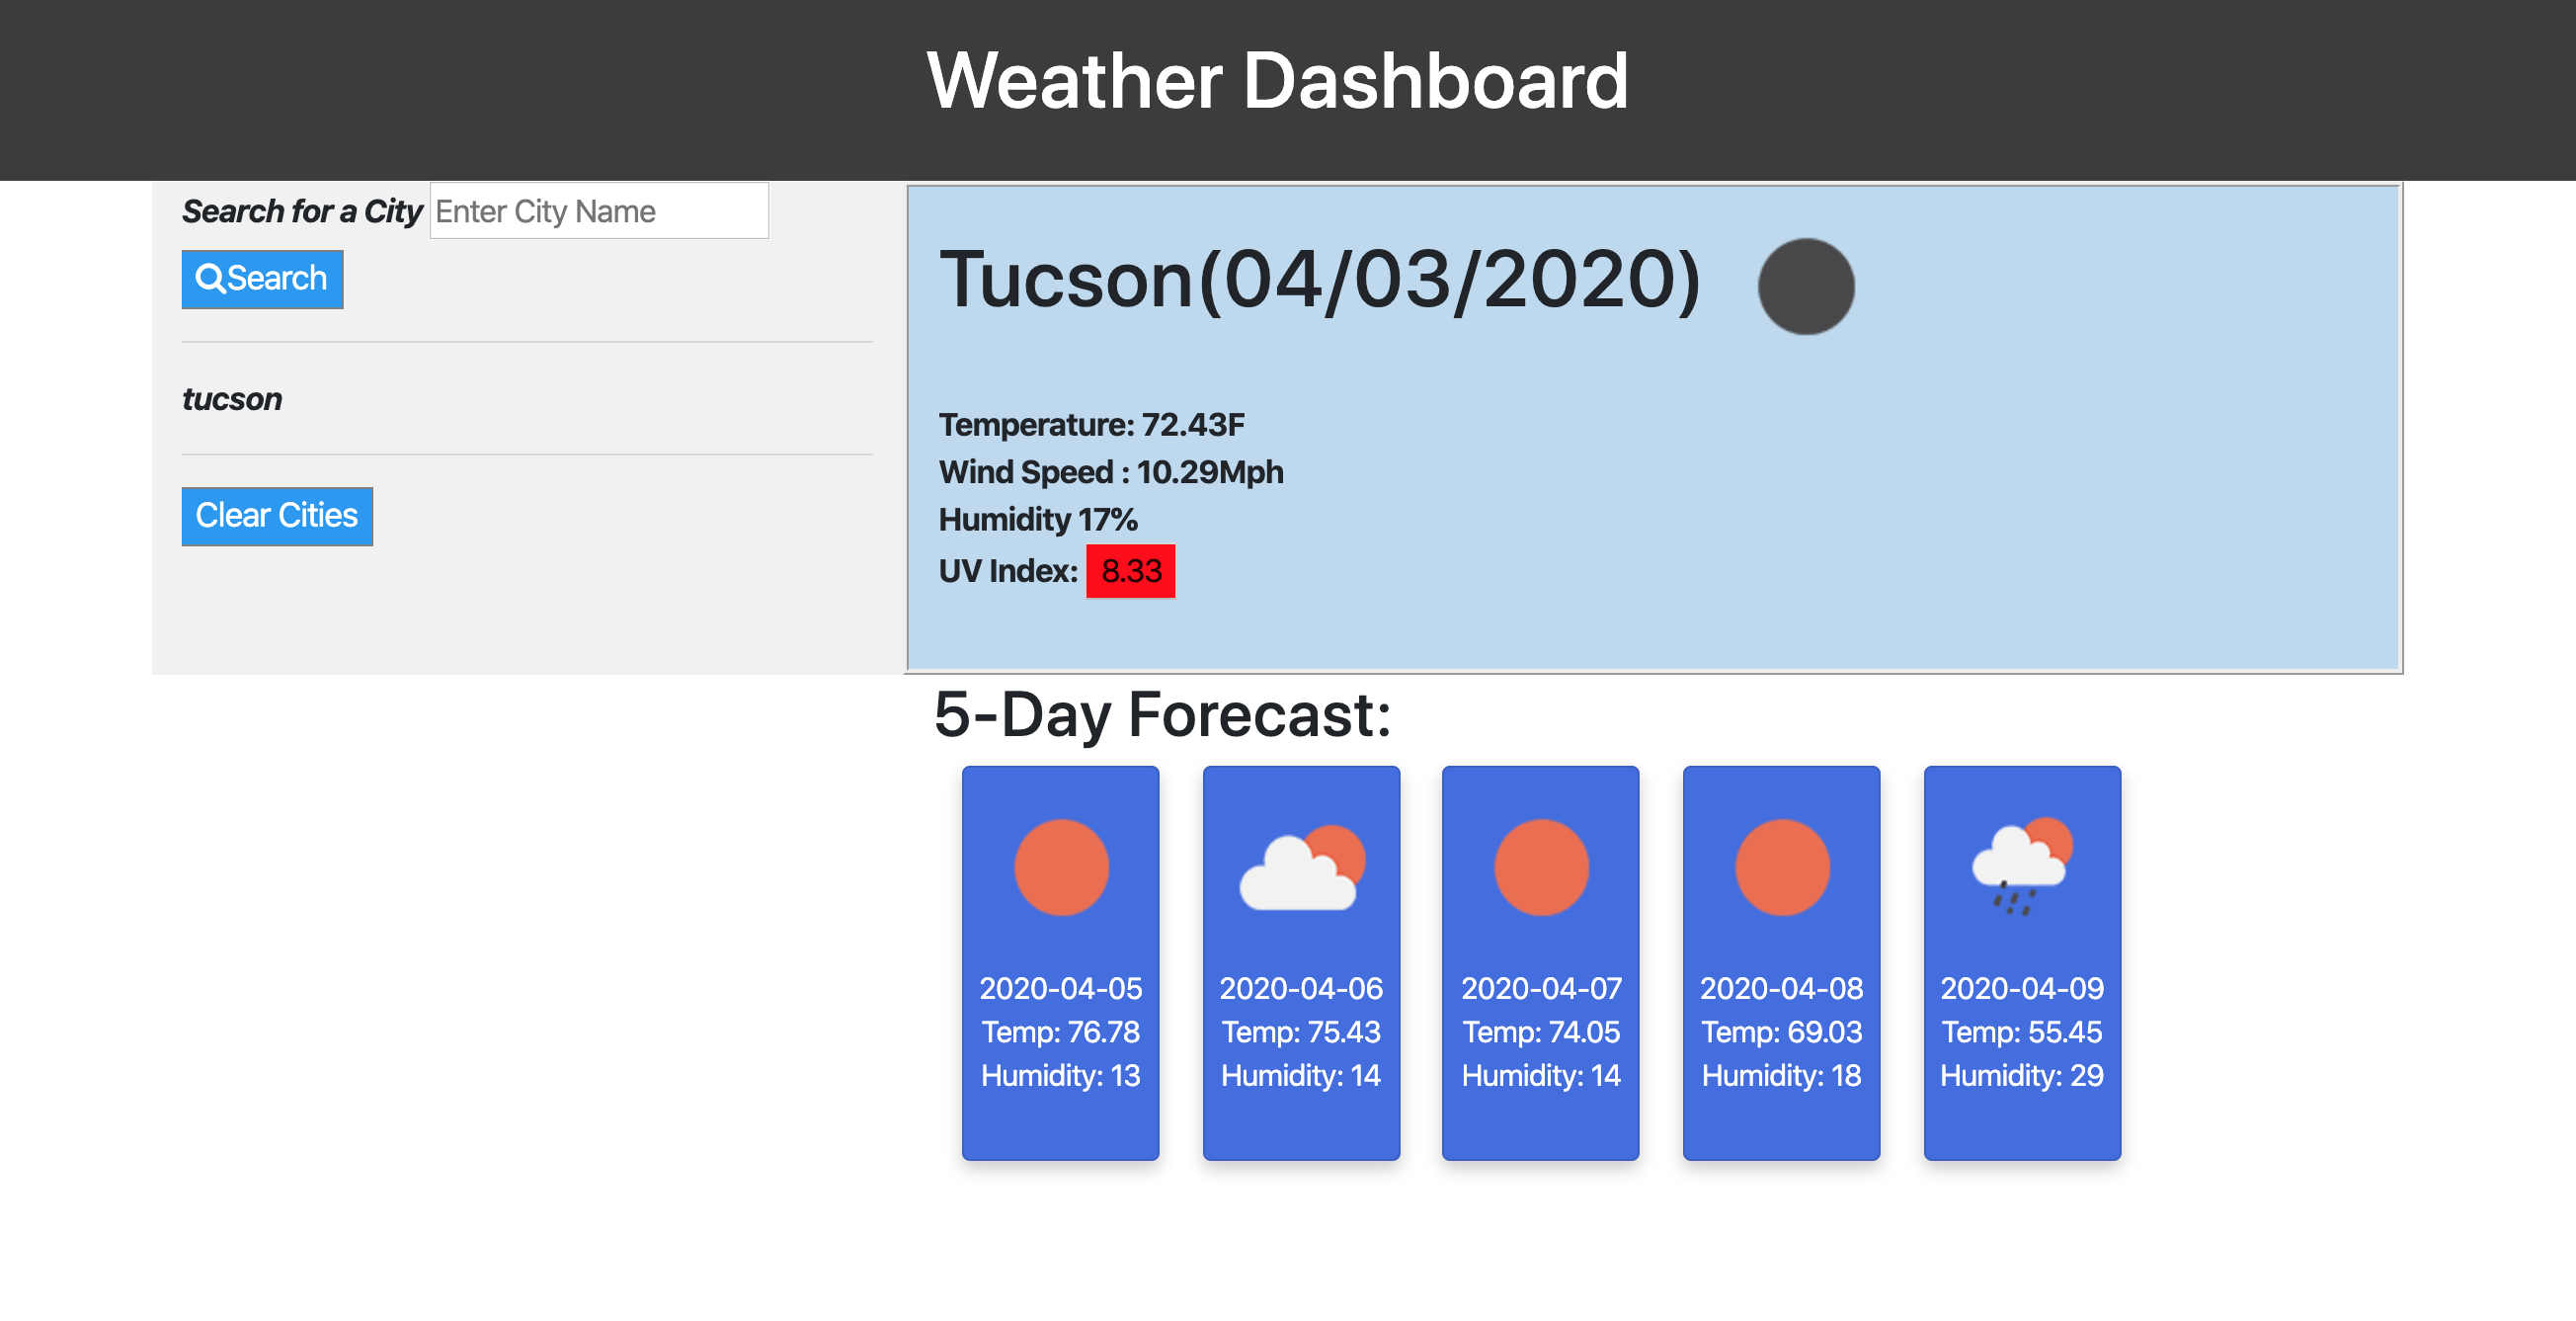 Weather Dashboard
Search for a City Enter City Name
Search
tucson
Clear Cities
Tucson(04/03/2020)
Temperature: 72.43F
Wind Speed : 10.29Mph
Humidity 17%
UV Index: 8.33
5-Day Forecast:
2020-04-05
Temp: 76.78
Humidity: 13
2020-04-06
Temp: 75.43
Humidity: 14
2020-04-07
Temp: 74.05
Humidity: 14
2020-04-08
Temp: 69.03
Humidity: 18
2020-04-09
Temp: 55.45
Humidity: 29